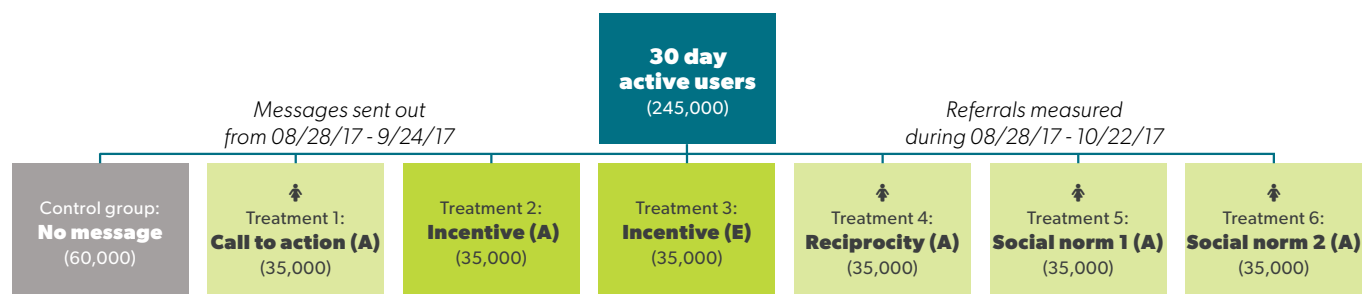 30 day
active users
(245,000)
Messages sent out
from 08/28/17 - 9/24/17
Referrals measured
during 08/28/17 - 10/22/17
Control group:
No message
(60,000)
Treatment 1:
Call to action (A)
(35,000)
Treatment 2:
Incentive (A)
(35,000)
Treatment 3:
Incentive (E)
(35,000)
Treatment 4:
Reciprocity (A)
(35,000)
Treatment 5:
Social norm 1 (A)
(35,000)
Treatment 6:
Social norm 2 (A)
(35,000)